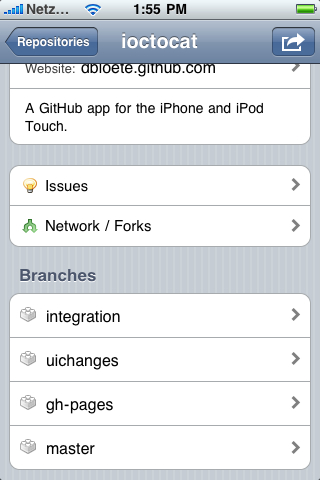 Netz... 1:55 PM
Repositories ioctocat
Website: dbloete.github.com
A GitHub app for the iPhone and iPod
Touch.
Issues
Network / Forks
Branches
integration
uichanges
gh-pages
master